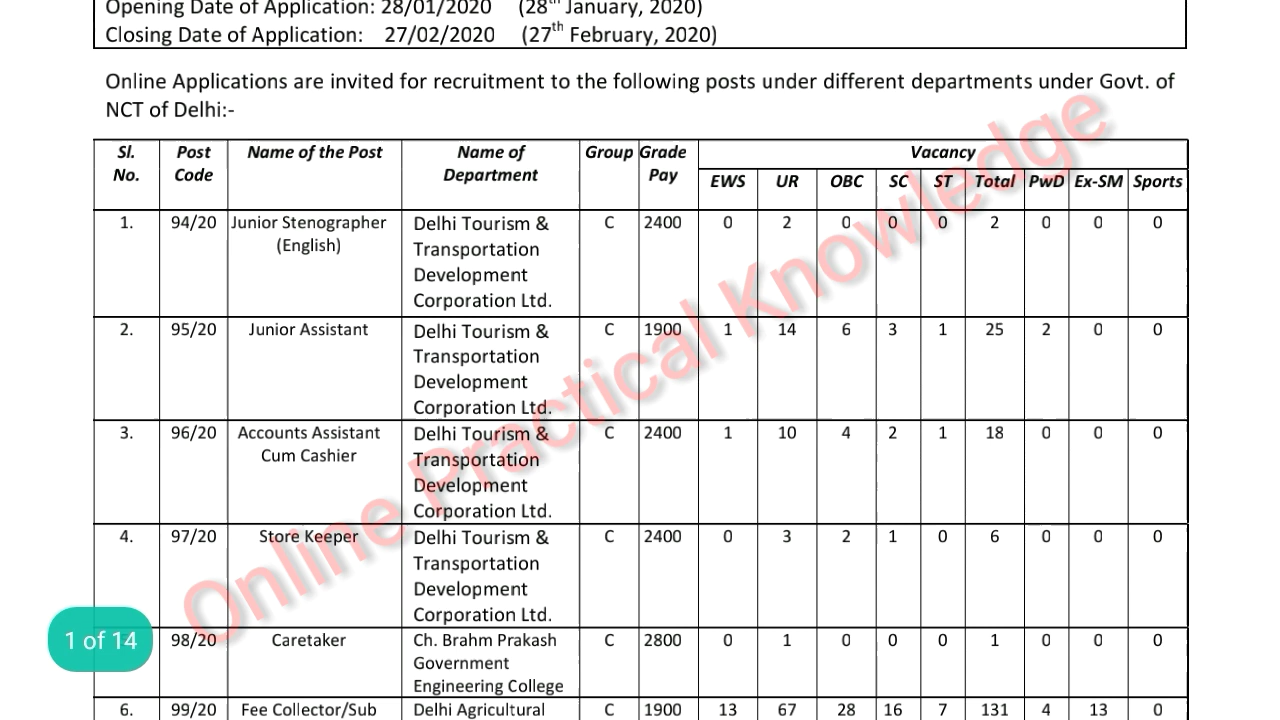 Opening Date of Application: 28/01/2020 (28th January, 2020)
Closing Date of Application: 27/02/2020 (27th February, 2020)
Online Applications are invited for recruitment to the following posts under different departments under Govt. of
NCT of Delhi:-
Sl. No. Post Code Name of the Post Name of Department Group Grade Pay Vacancy
EWS UR OBC SC ST Total PwD Ex-SM Sports
1. 94/20 Junior Stenographer Delhi Tourism & C 2400 0 2 0 0 0 2 0 0 0
(English) Transportation
Development
Corporation Ltd.
2. 95/20 Junior Assistant Delhi Tourism & C 1900 1 14 6 3 1 25 2 0 0
Transportation
Development
Corporation Ltd.
3. 96/20 Accounts Assistant Delhi Tourism & C 2400 1 10 4 2 1 18 0 0 0
Cum Cashier Transportation
Development
Corporation Ltd.
4. 97/20 Store Keeper Delhi Tourism & C 2400 0 3 2 1 0 6 0 0 0
Transportation
Development
Corporation Ltd.
98/20 Caretaker Ch. Brahm Prakash C 2800 0 1 0 0 0 1 0 0 0
Government
Engineering College
6. 99/20 Fee Collector/Sub Delhi Agricultural C 1900 13 67 28 16 7 131 4 13 0
1 of 14
Online Practical Knowledge